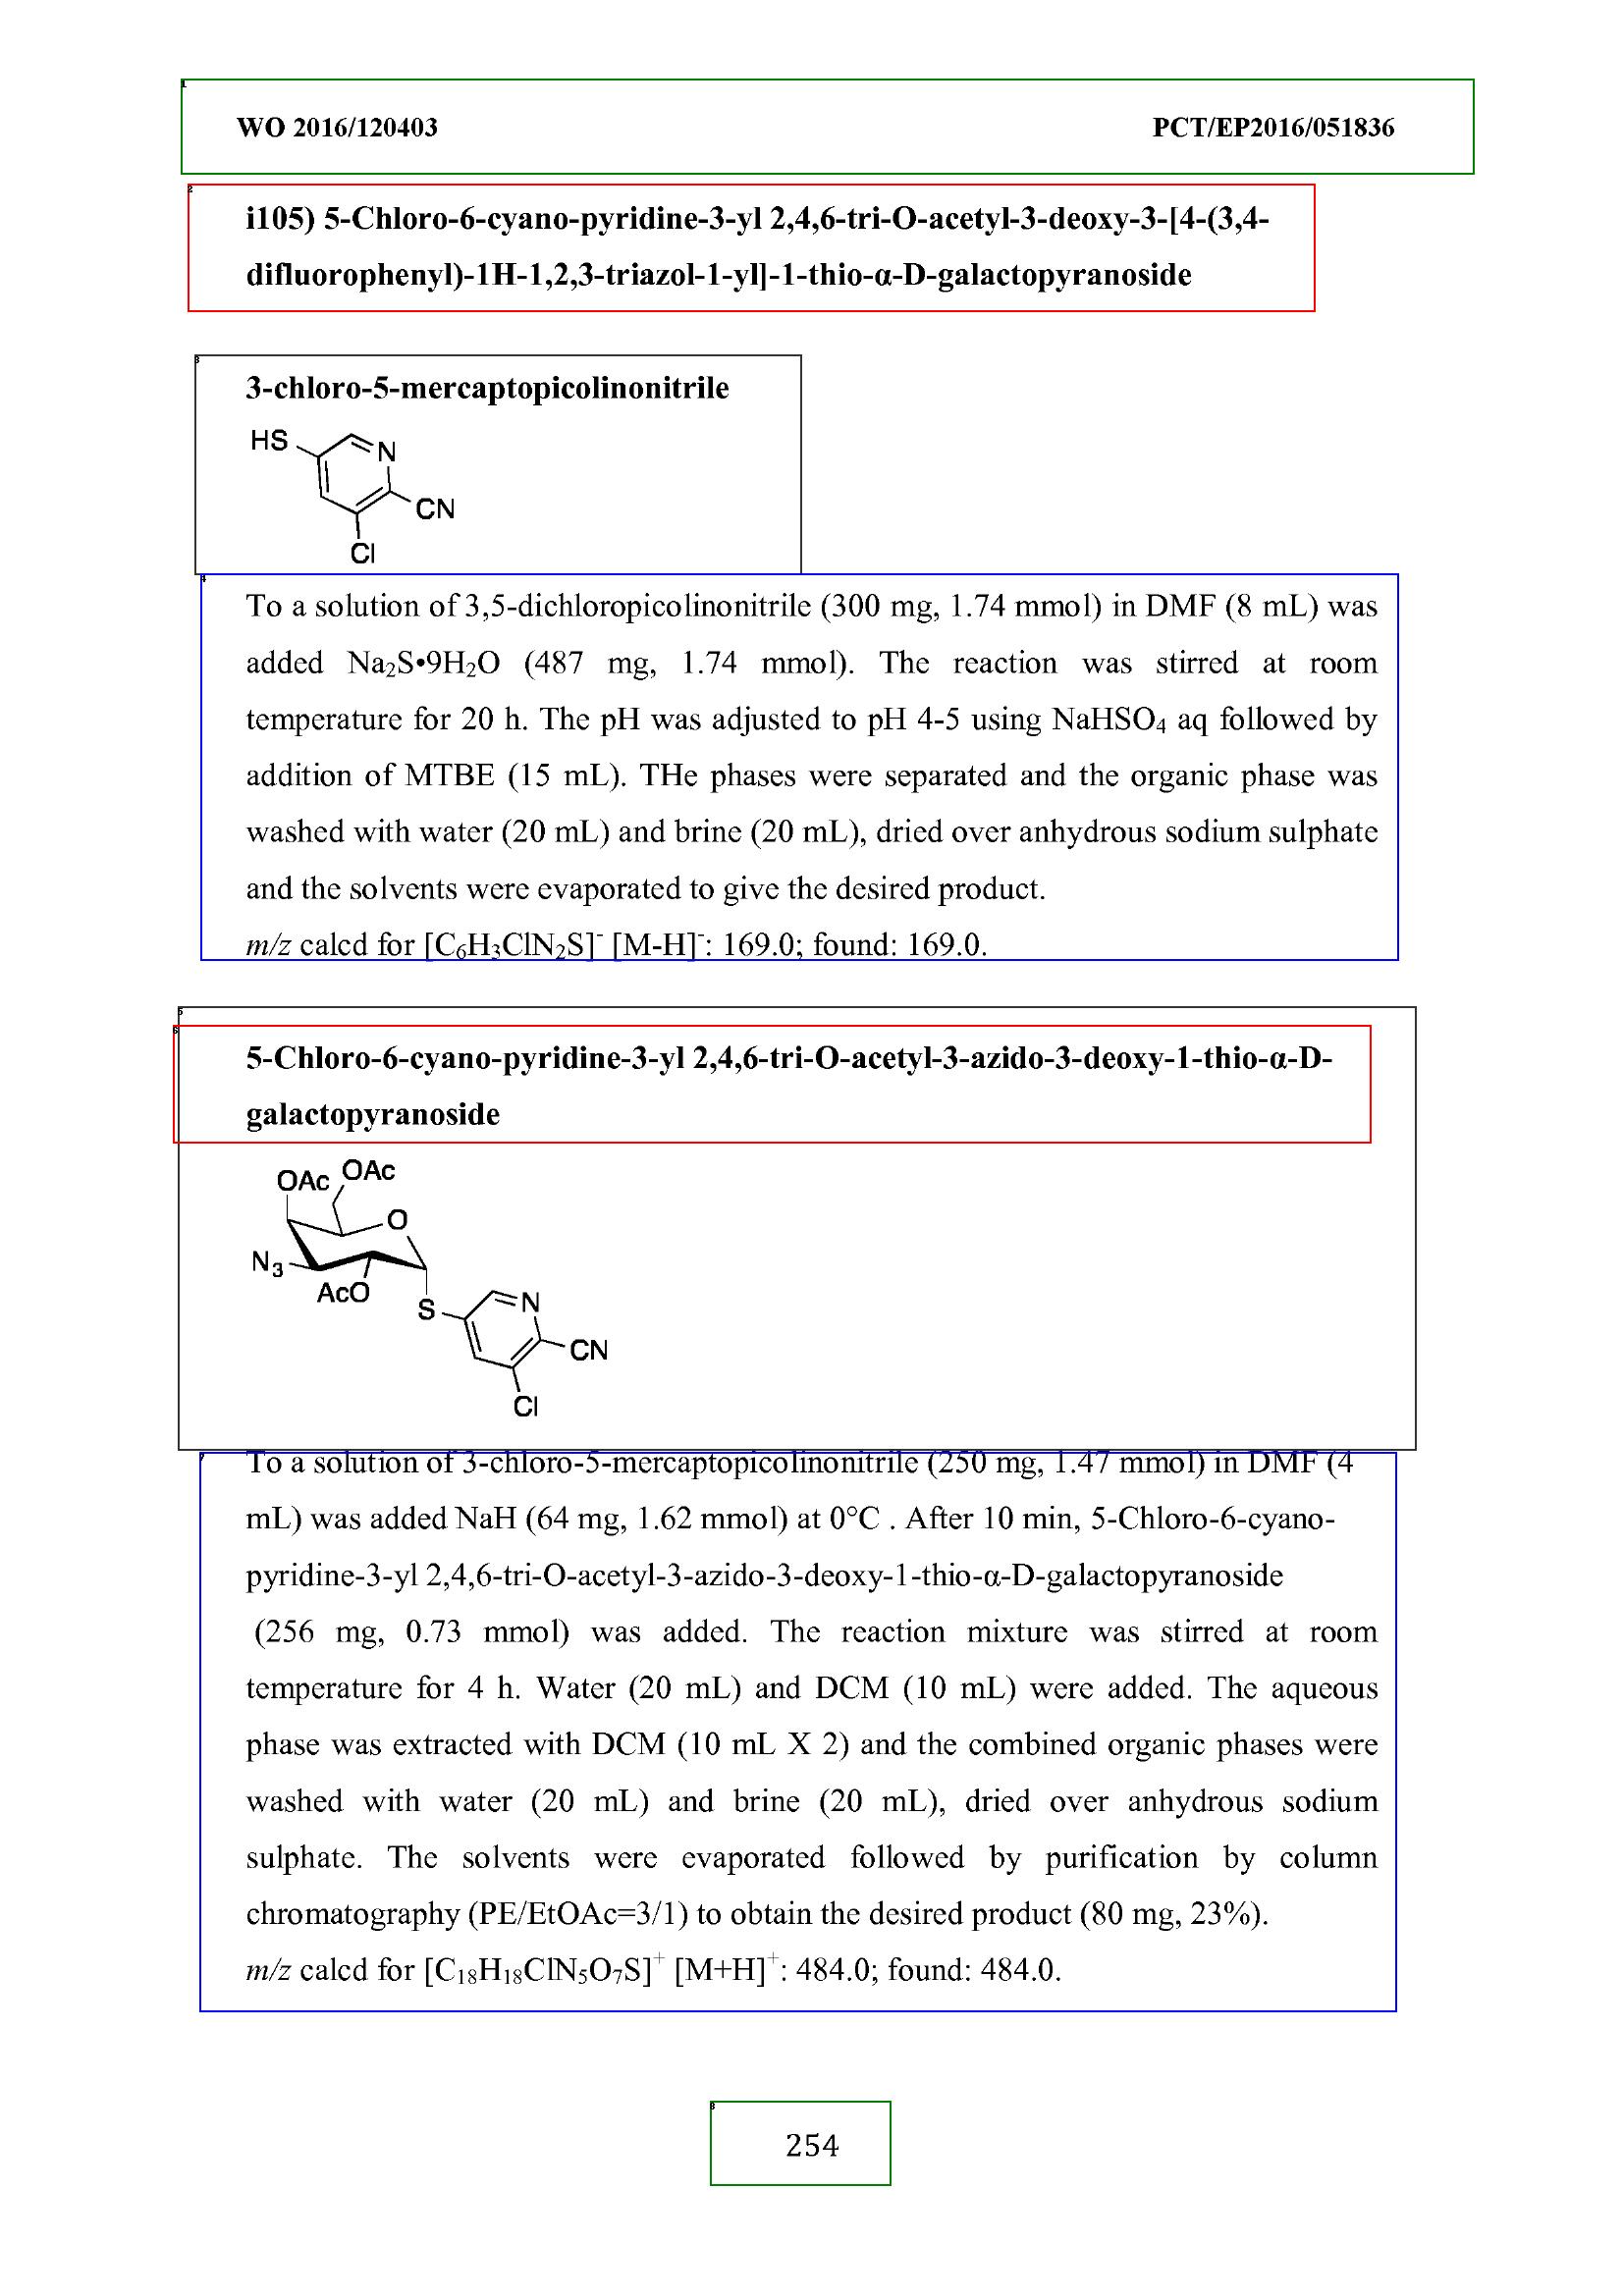 WO 2016/120403 PCT/EP2016/051836
i105) 5-Chloro-6-cyano-pyridine-3-yl 2,4,6-tri-O-acetyl-3-deoxy-3-[4-(3,4-
difluorophenyl)-1H-1,2,3-triazol-1-yl]-1-thio-α-D-galactopyranoside
3-chloro-5-mercaptopicolinonitrile
HS
N
CN
Cl
To a solution of 3,5-dichloropicolinonitrile (300 mg, 1.74 mmol) in DMF (8 mL) was
added Na₂S•9H₂O (487 mg, 1.74 mmol). The reaction was stirred at room
temperature for 20 h. The pH was adjusted to pH 4-5 using NaHSO₄ aq followed by
addition of MTBE (15 mL). THe phases were separated and the organic phase was
washed with water (20 mL) and brine (20 mL), dried over anhydrous sodium sulphate
and the solvents were evaporated to give the desired product.
m/z calcd for [C₆H₃ClN₂S]⁻ [M-H]⁻: 169.0; found: 169.0.
5-Chloro-6-cyano-pyridine-3-yl 2,4,6-tri-O-acetyl-3-azido-3-deoxy-1-thio-α-D-
galactopyranoside
OAc OAc
O
N₃
AcO
S
N
CN
Cl
To a solution of 3-chloro-5-mercaptopicolinonitrile (250 mg, 1.47 mmol) in DMF (4
mL) was added NaH (64 mg, 1.62 mmol) at 0°C . After 10 min, 5-Chloro-6-cyano-
pyridine-3-yl 2,4,6-tri-O-acetyl-3-azido-3-deoxy-1-thio-α-D-galactopyranoside
(256 mg, 0.73 mmol) was added. The reaction mixture was stirred at room
temperature for 4 h. Water (20 mL) and DCM (10 mL) were added. The aqueous
phase was extracted with DCM (10 mL X 2) and the combined organic phases were
washed with water (20 mL) and brine (20 mL), dried over anhydrous sodium
sulphate. The solvents were evaporated followed by purification by column
chromatography (PE/EtOAc=3/1) to obtain the desired product (80 mg, 23%).
m/z calcd for [C₁₈H₁₈ClN₅O₇S]⁺ [M+H]⁺: 484.0; found: 484.0.
254